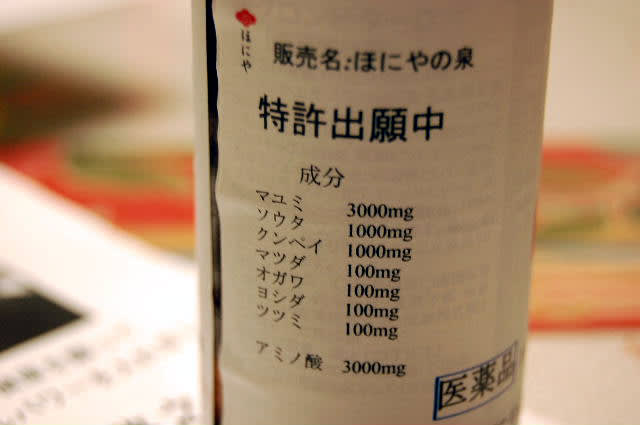 ほにや
販売名:ほにやの泉
特許出願中
成分
マユミ 3000mg
ソウタ 1000mg
クンペイ 1000mg
マツダ 100mg
オガワ 100mg
ヨシダ 100mg
ツツミ 100mg
アミノ酸 3000mg
医薬品